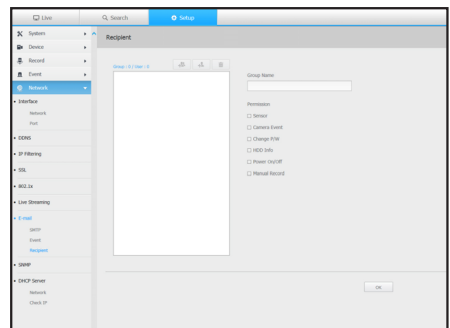 Live
Search
Setup
System
Device
Record
Event
Network
Interface
Network
Port
DDNS
IP Filtering
SSL
802.1x
Live Streaming
E-mail
SMTP
Event
Recipient
SNMP
DHCP Server
Network
Check IP
Recipient
Group : 0 / User : 0
Group Name
Permission
Sensor
Camera Event
Change P/W
HDD Info
Power On/Off
Manual Record
OK